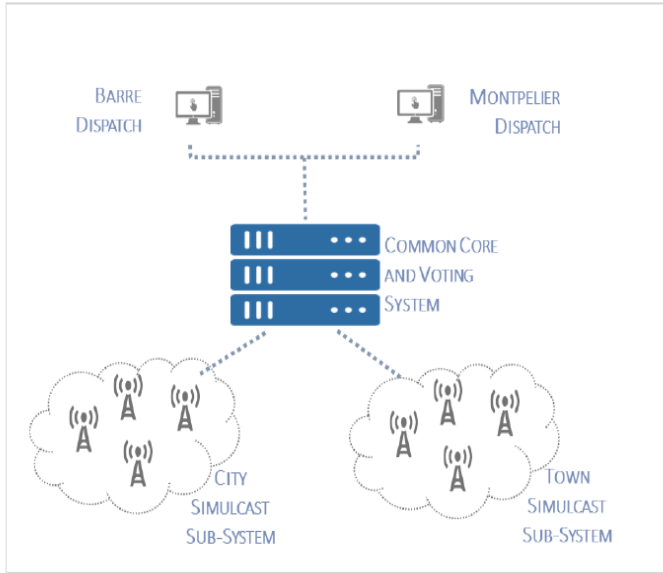 BARRE
DISPATCH
MONTPELIER
DISPATCH
COMMON CORE
AND VOTING
SYSTEM
CITY
SIMULCAST
SUB-SYSTEM
TOWN
SIMULCAST
SUB-SYSTEM